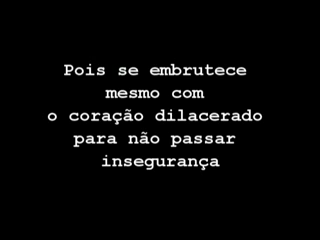 Pois se embrutece
mesmo com
o coração dilacerado
para não passar
insegurança